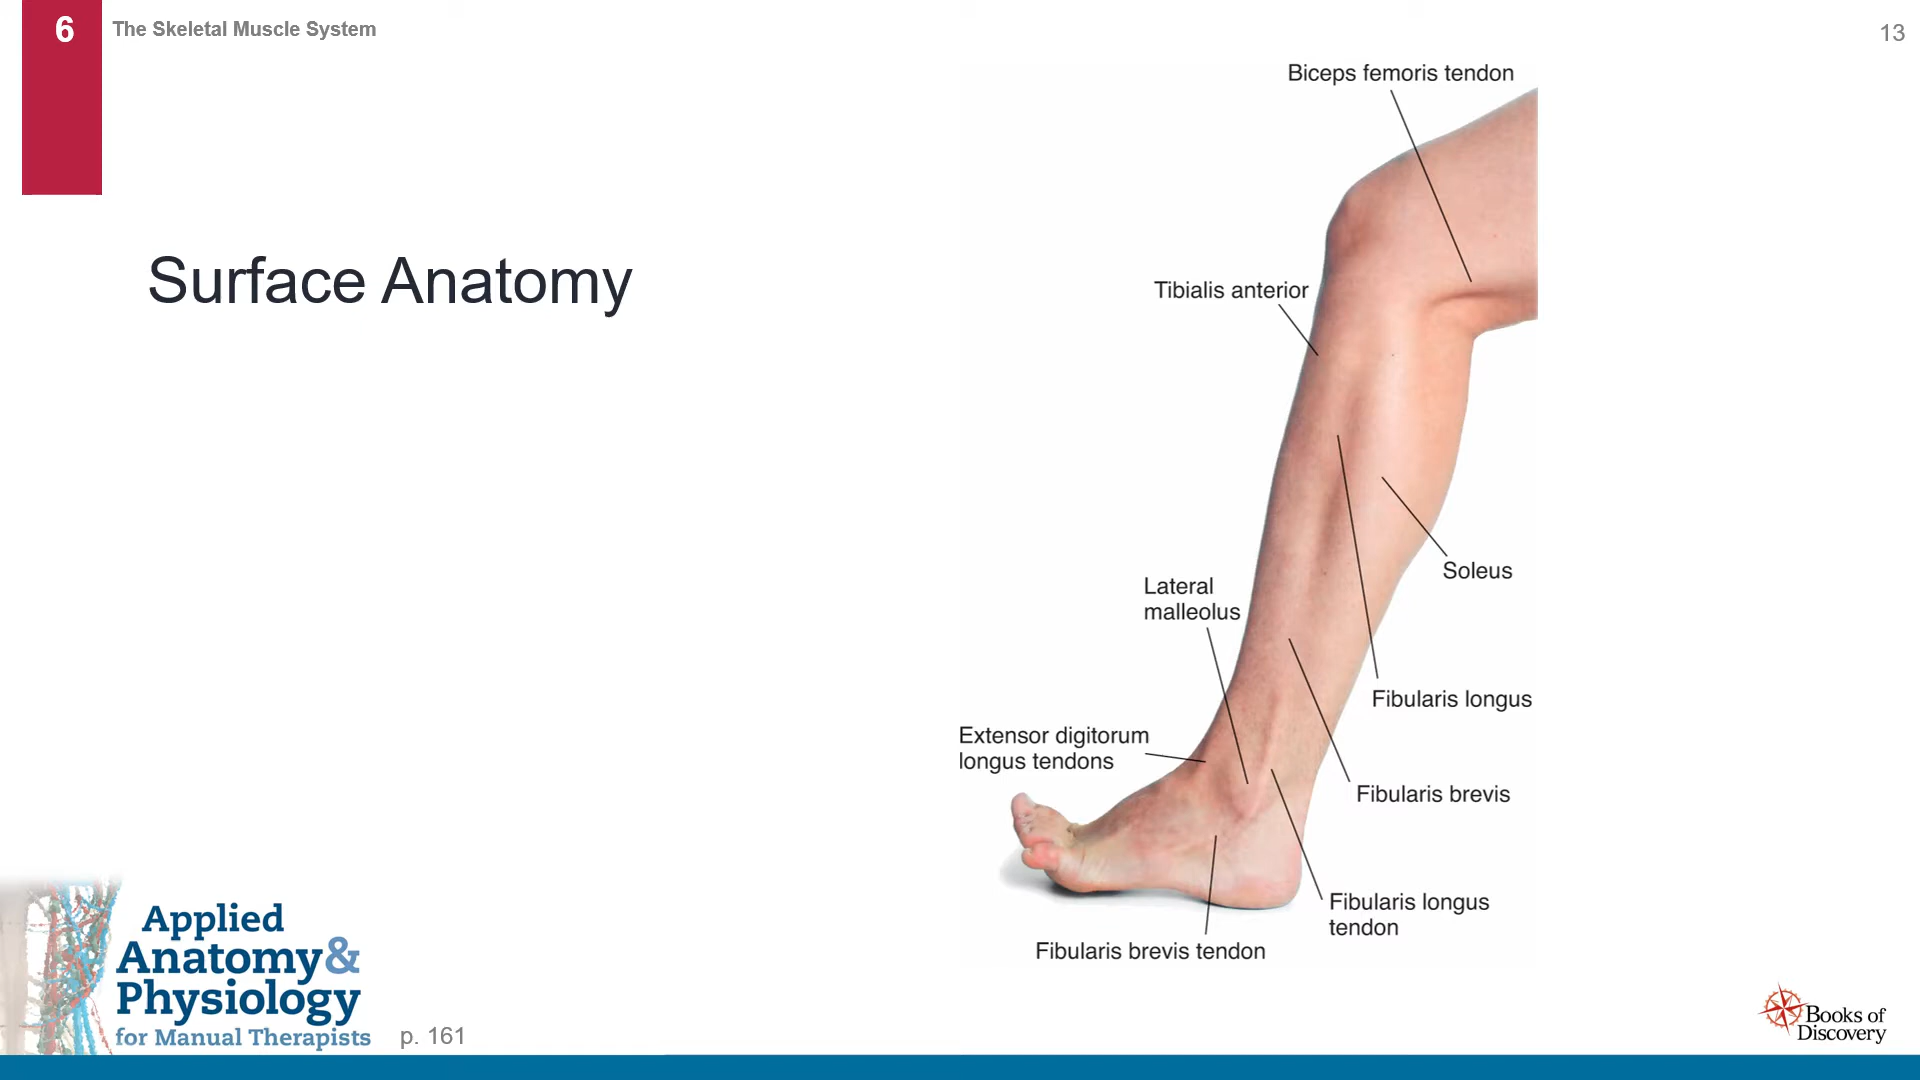 6
The Skeletal Muscle System
13
Surface Anatomy
Biceps femoris tendon
Tibialis anterior
Soleus
Lateral
malleolus
Fibularis longus
Extensor digitorum
longus tendons
Fibularis brevis
Fibularis longus
tendon
Fibularis brevis tendon
Applied
Anatomy&
Physiology
for Manual Therapists
p. 161
Books of
Discovery